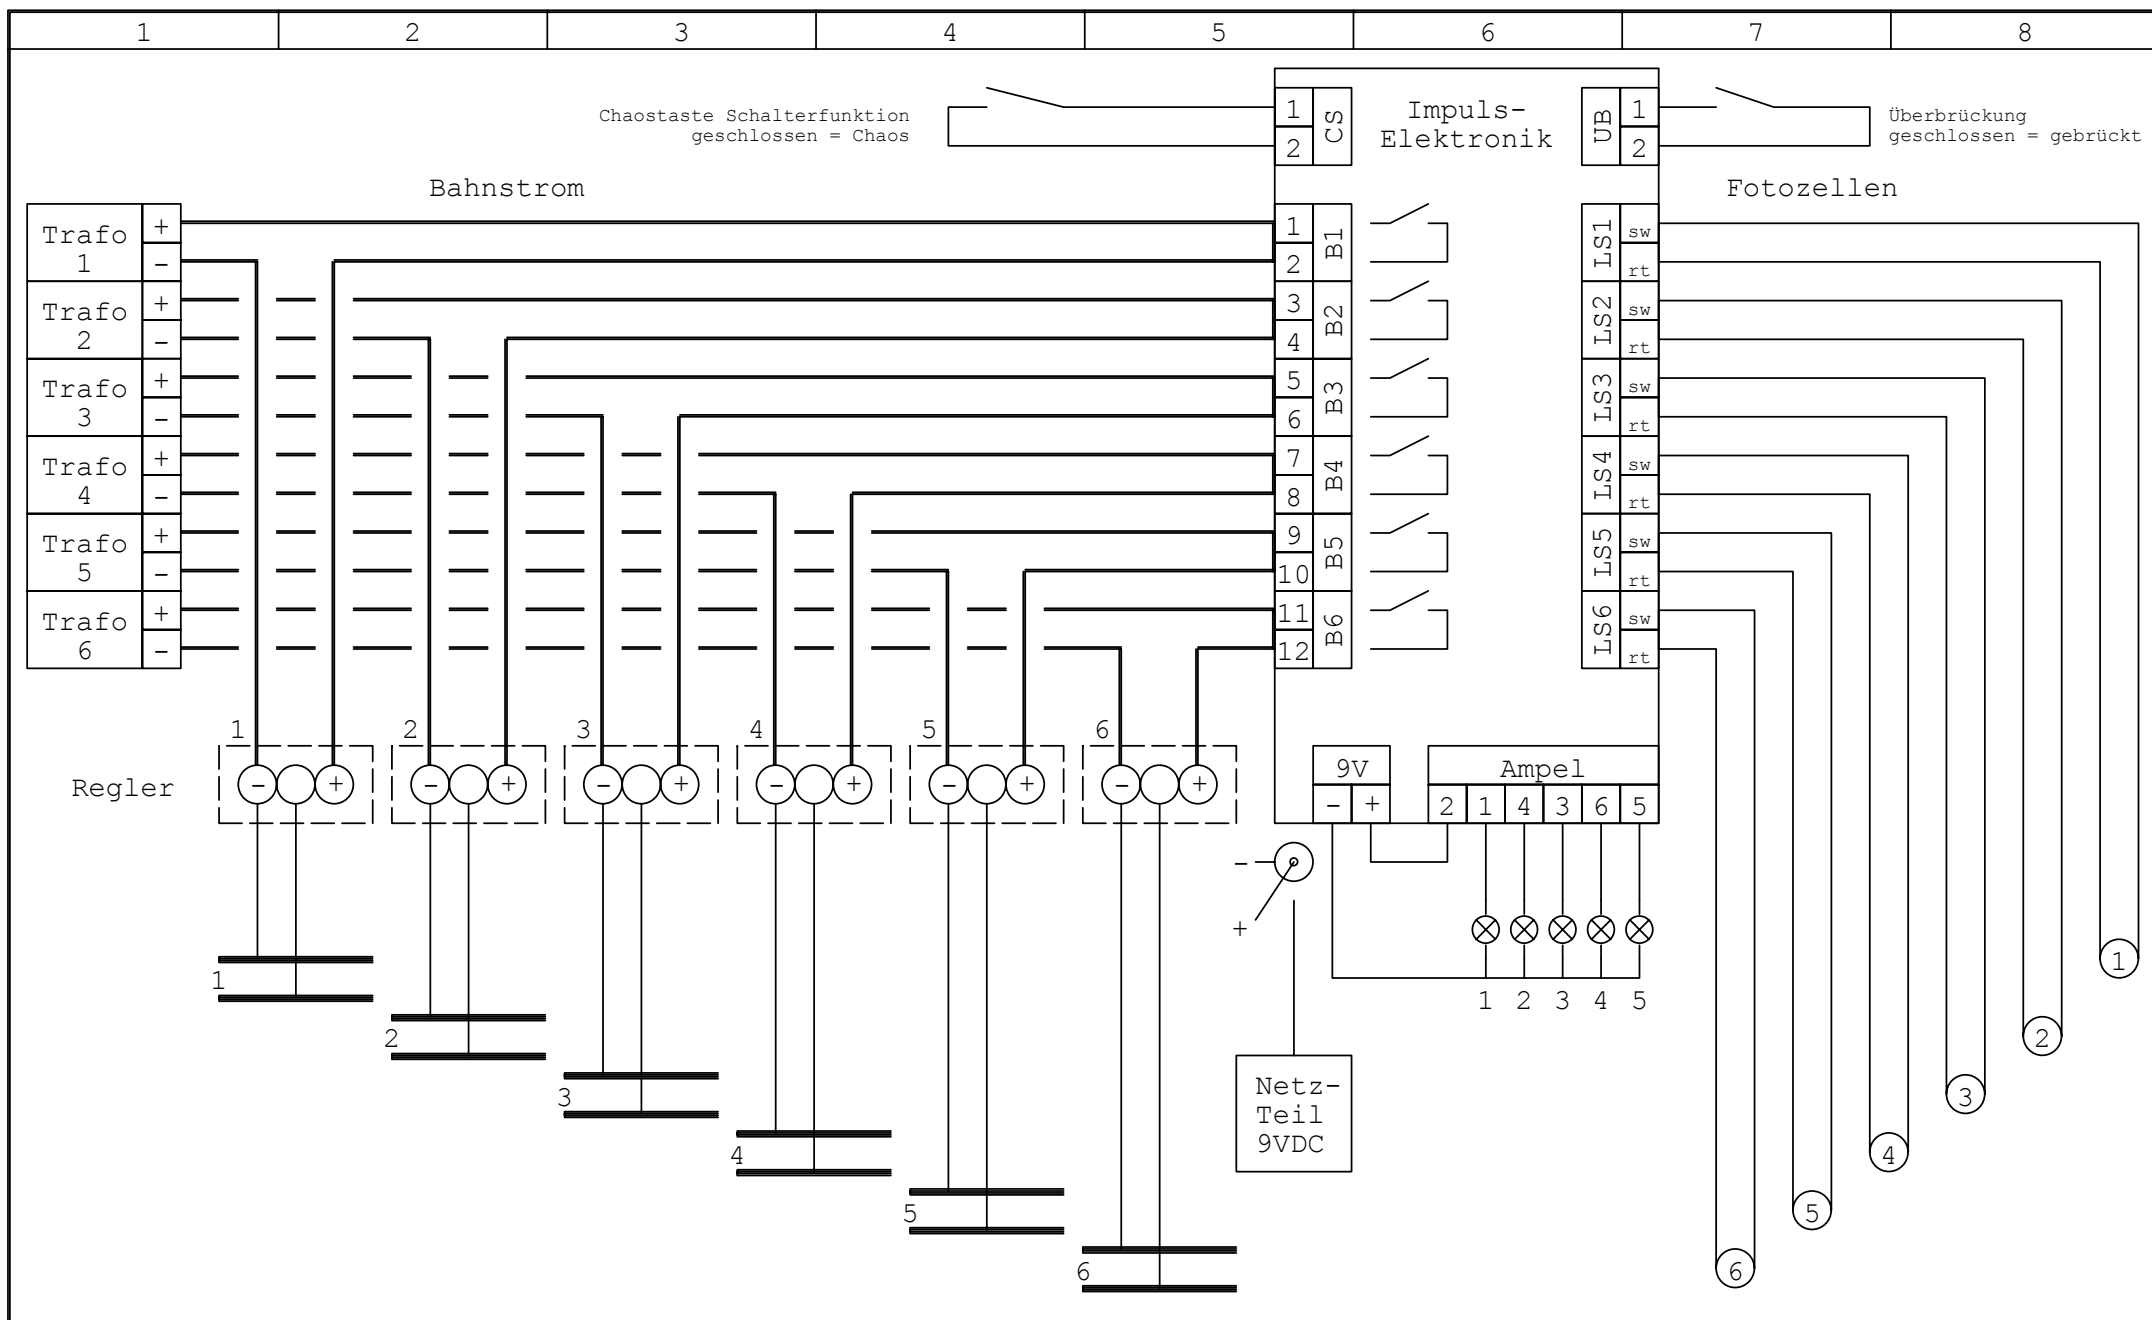 1 2 3 4 5 6 7 8
Chaostaste Schalterfunktion
geschlossen = Chaos
1
2
CS
Impuls-
Elektronik
UB
1
2
Überbrückung
geschlossen = gebrückt
Bahnstrom
Fotozellen
Trafo
1
+
-
Trafo
2
+
-
Trafo
3
+
-
Trafo
4
+
-
Trafo
5
+
-
Trafo
6
+
-
1
2
B1
3
4
B2
5
6
B3
7
8
B4
9
10
B5
11
12
B6
LS1
sw
rt
LS2
sw
rt
LS3
sw
rt
LS4
sw
rt
LS5
sw
rt
LS6
sw
rt
Regler
1
- +
2
- +
3
- +
4
- +
5
- +
6
- +
9V
- +
Ampel
2 1 4 3 6 5
-
+
1 2 3 4 5
Netz-
Teil
9VDC
1
2
3
4
5
6
1
2
3
4
5
6